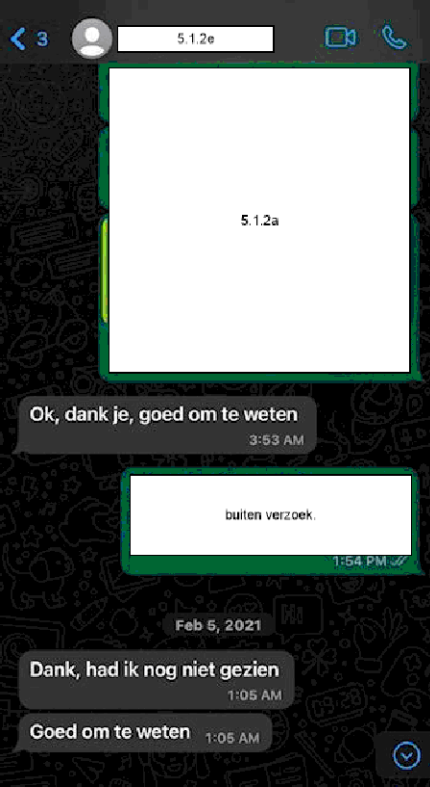 3
5.1.2e
5.1.2a
Ok, dank je, goed om te weten
3:53 AM
buiten verzoek.
1:54 PM
Feb 5, 2021
Dank, had ik nog niet gezien
1:05 AM
Goed om te weten 1:05 AM